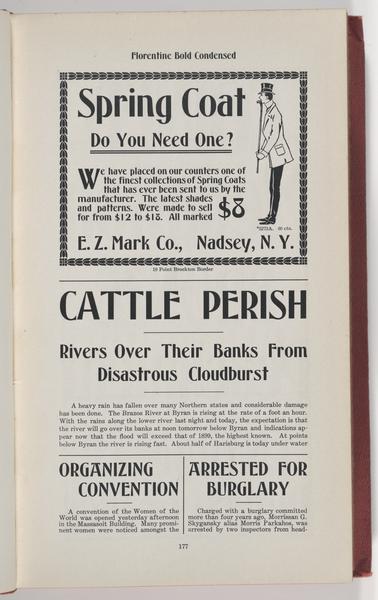 Florentine Bold Condensed
Spring Coat
Do You Need One?
We have placed on our counters one of
the finest collections of Spring Coats
that has ever been sent to us by the
manufacturer. The latest shades
and patterns. Were made to sell
for from $12 to $18. All marked $8
E. Z. Mark Co., Nadsey, N. Y.
18 Point Brockton Border
CATTLE PERISH
Rivers Over Their Banks From
Disastrous Cloudburst
A heavy rain has fallen over many Northern states and considerable damage
has been done. The Brazos River at Byran is rising at the rate of a foot an hour.
With the rains along the lower river last night and today, the expectation is that
the river will go over its banks at noon tomorrow below Byran and indications ap-
pear now that the flood will exceed that of 1899, the highest known. At points
below Byran the river is rising fast. About half of Harisburg is today under water
ORGANIZING
CONVENTION
A convention of the Women of the
World was opened yesterday afternoon
in the Massasoit Building. Many promi-
nent women were noticed amongst the
ARRESTED FOR
BURGLARY
Charged with a burglary committed
more than four years ago, Morrissan G.
Skygansky alias Morris Parkahos, was
arrested by two inspectors from head-
177